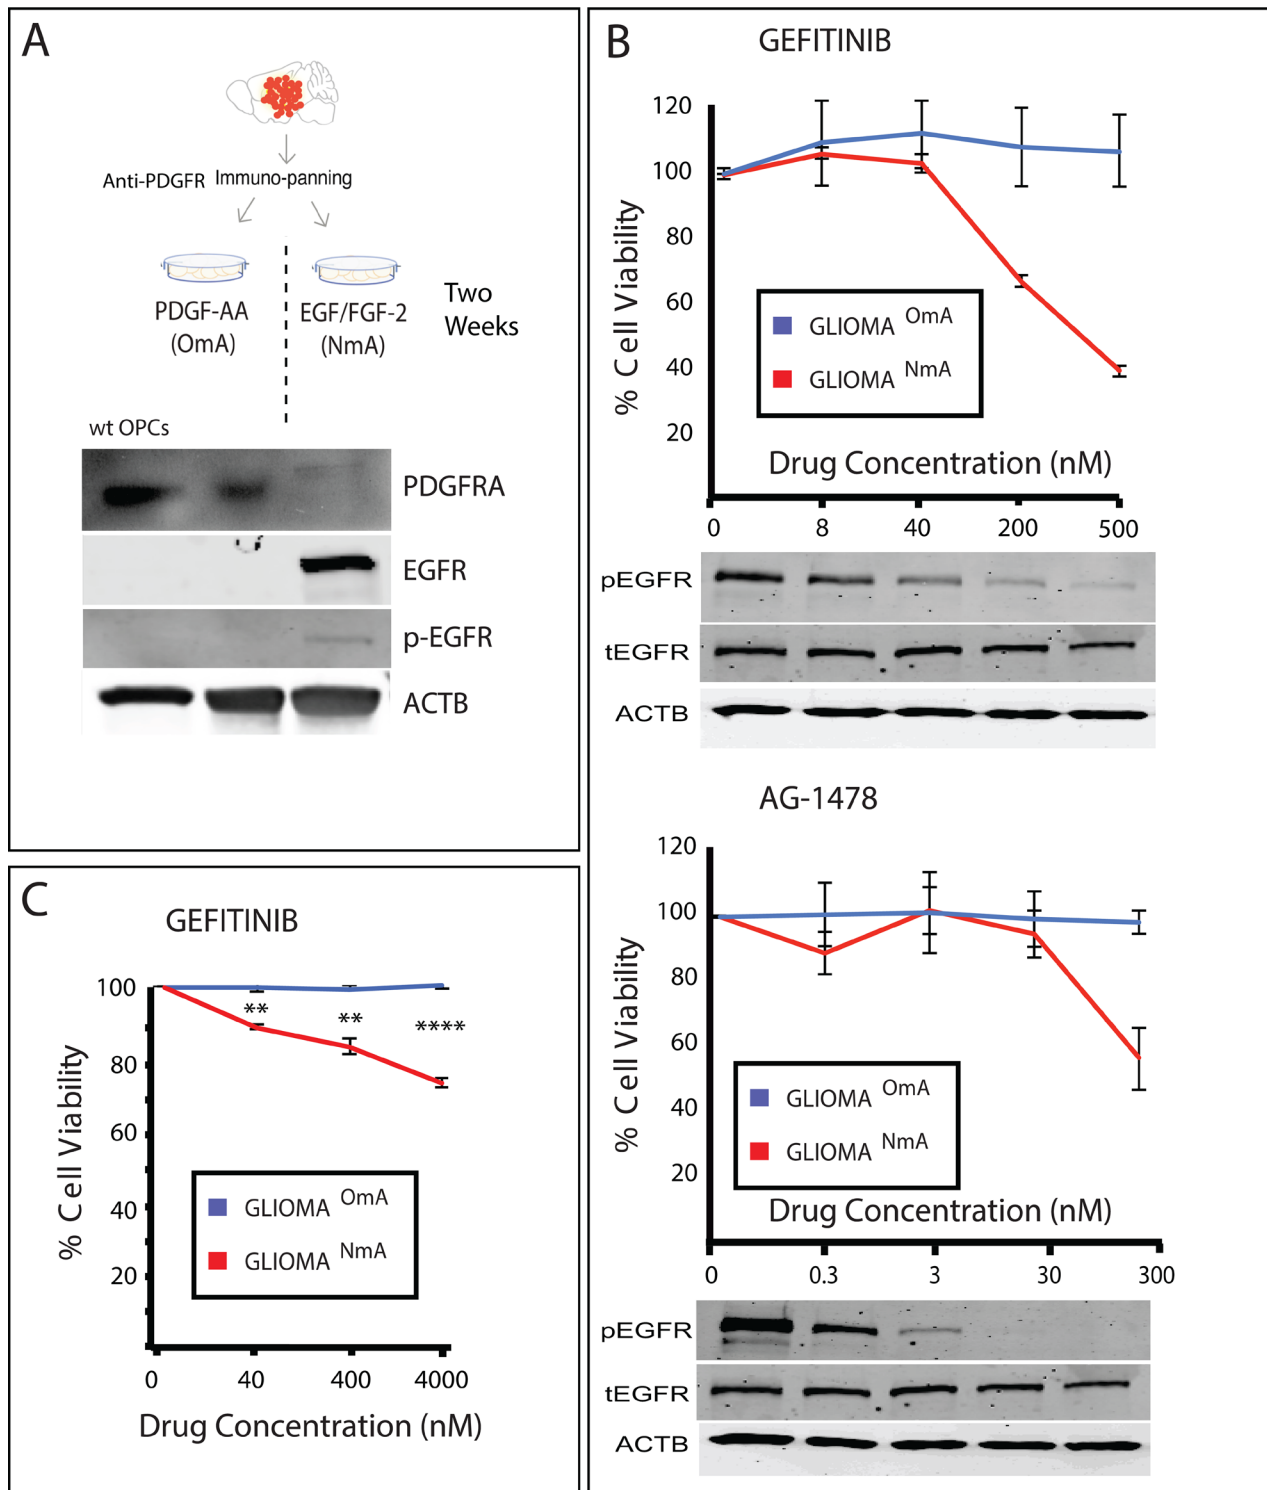 A
Anti-PDGFR Immuno-panning
PDGF-AA
(OmA)
EGF/FGF-2
(NmA)
Two
Weeks
wt OPCs
PDGFRA
EGFR
p-EGFR
ACTB
B
GEFITINIB
120
100
80
60
40
20
% Cell Viability
GLIOMA OmA
GLIOMA NmA
Drug Concentration (nM)
0 8 40 200 500
pEGFR
tEGFR
ACTB
AG-1478
120
100
80
60
40
20
% Cell Viability
GLIOMA OmA
GLIOMA NmA
Drug Concentration (nM)
0 0.3 3 30 300
pEGFR
tEGFR
ACTB
C
GEFITINIB
100
80
60
40
20
% Cell Viability
** ** ****
GLIOMA OmA
GLIOMA NmA
0 40 400 4000
Drug Concentration (nM)